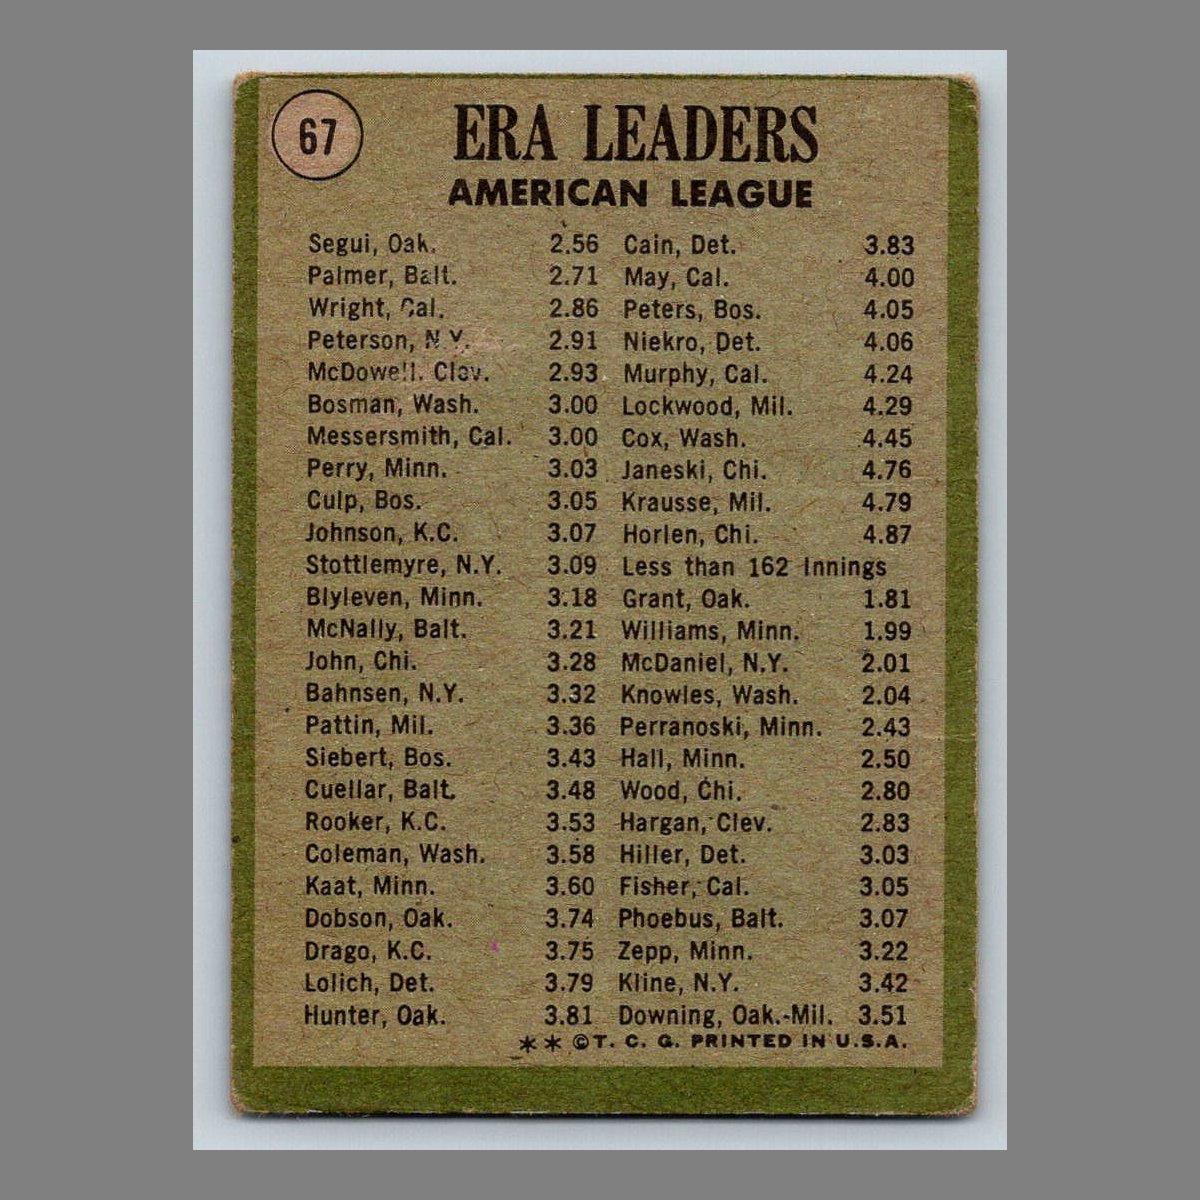 67
ERA LEADERS
AMERICAN LEAGUE
Segui, Oak. 2.56
Palmer, Balt. 2.71
Wright, Cal. 2.86
Peterson, N.Y. 2.91
McDowell, Clev. 2.93
Bosman, Wash. 3.00
Messersmith, Cal. 3.00
Perry, Minn. 3.03
Culp, Bos. 3.05
Johnson, K.C. 3.07
Stottlemyre, N.Y. 3.09
Blyleven, Minn. 3.18
McNally, Balt. 3.21
John, Chi. 3.28
Bahnsen, N.Y. 3.32
Pattin, Mil. 3.36
Siebert, Bos. 3.43
Cuellar, Balt. 3.48
Rooker, K.C. 3.53
Coleman, Wash. 3.58
Kaat, Minn. 3.60
Dobson, Oak. 3.74
Drago, K.C. 3.75
Lolich, Det. 3.79
Hunter, Oak. 3.81
Cain, Det. 3.83
May, Cal. 4.00
Peters, Bos. 4.05
Niekro, Det. 4.06
Murphy, Cal. 4.24
Lockwood, Mil. 4.29
Cox, Wash. 4.45
Janeski, Chi. 4.76
Krausse, Mil. 4.79
Horlen, Chi. 4.87
Less than 162 Innings
Grant, Oak. 1.81
Williams, Minn. 1.99
McDaniel, N.Y. 2.01
Knowles, Wash. 2.04
Perranoski, Minn. 2.43
Hall, Minn. 2.50
Wood, Chi. 2.80
Hargan, Clev. 2.83
Hiller, Det. 3.03
Fisher, Cal. 3.05
Phoebus, Balt. 3.07
Zepp, Minn. 3.22
Kline, N.Y. 3.42
Downing, Oak.-Mil. 3.51
** ©T. C. G. PRINTED IN U.S.A.